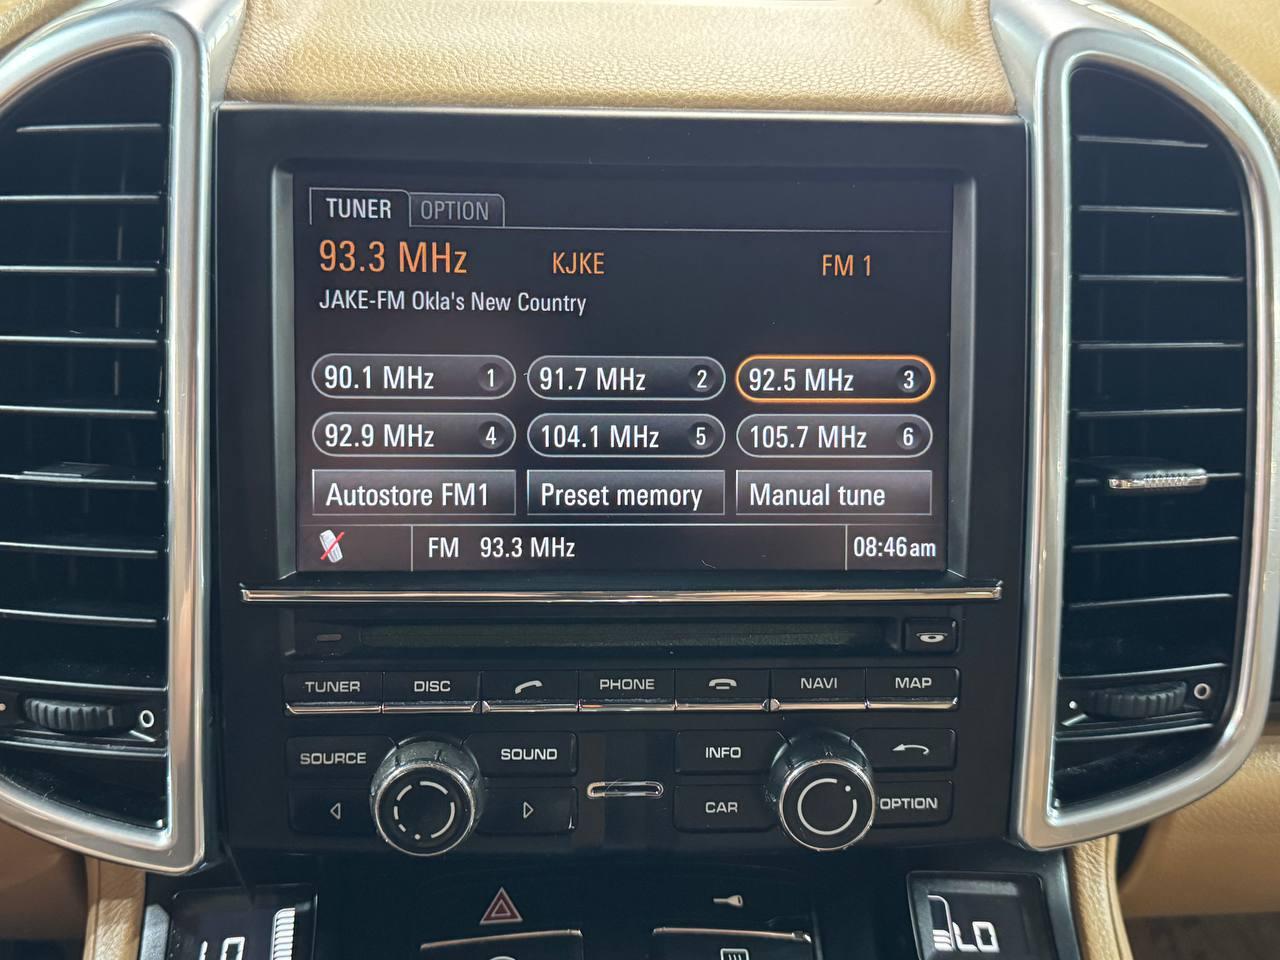 TUNER OPTION
93.3 MHz KJKE FM 1
JAKE-FM Okla's New Country
90.1 MHz 1 91.7 MHz 2 92.5 MHz 3
92.9 MHz 4 104.1 MHz 5 105.7 MHz 6
Autostore FM1 Preset memory Manual tune
FM 93.3 MHz 08:46am
TUNER DISC PHONE NAVI MAP
SOURCE SOUND INFO
CAR OPTION
LO LO